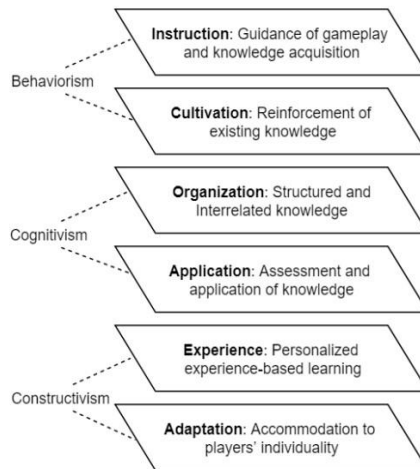 Instruction: Guidance of gameplay
and knowledge acquisition
Behaviorism
Cultivation: Reinforcement of
existing knowledge
Organization: Structured and
Interrelated knowledge
Cognitivism
Application: Assessment and
application of knowledge
Experience: Personalized
experience-based learning
Constructivism
Adaptation: Accommodation to
players' individuality